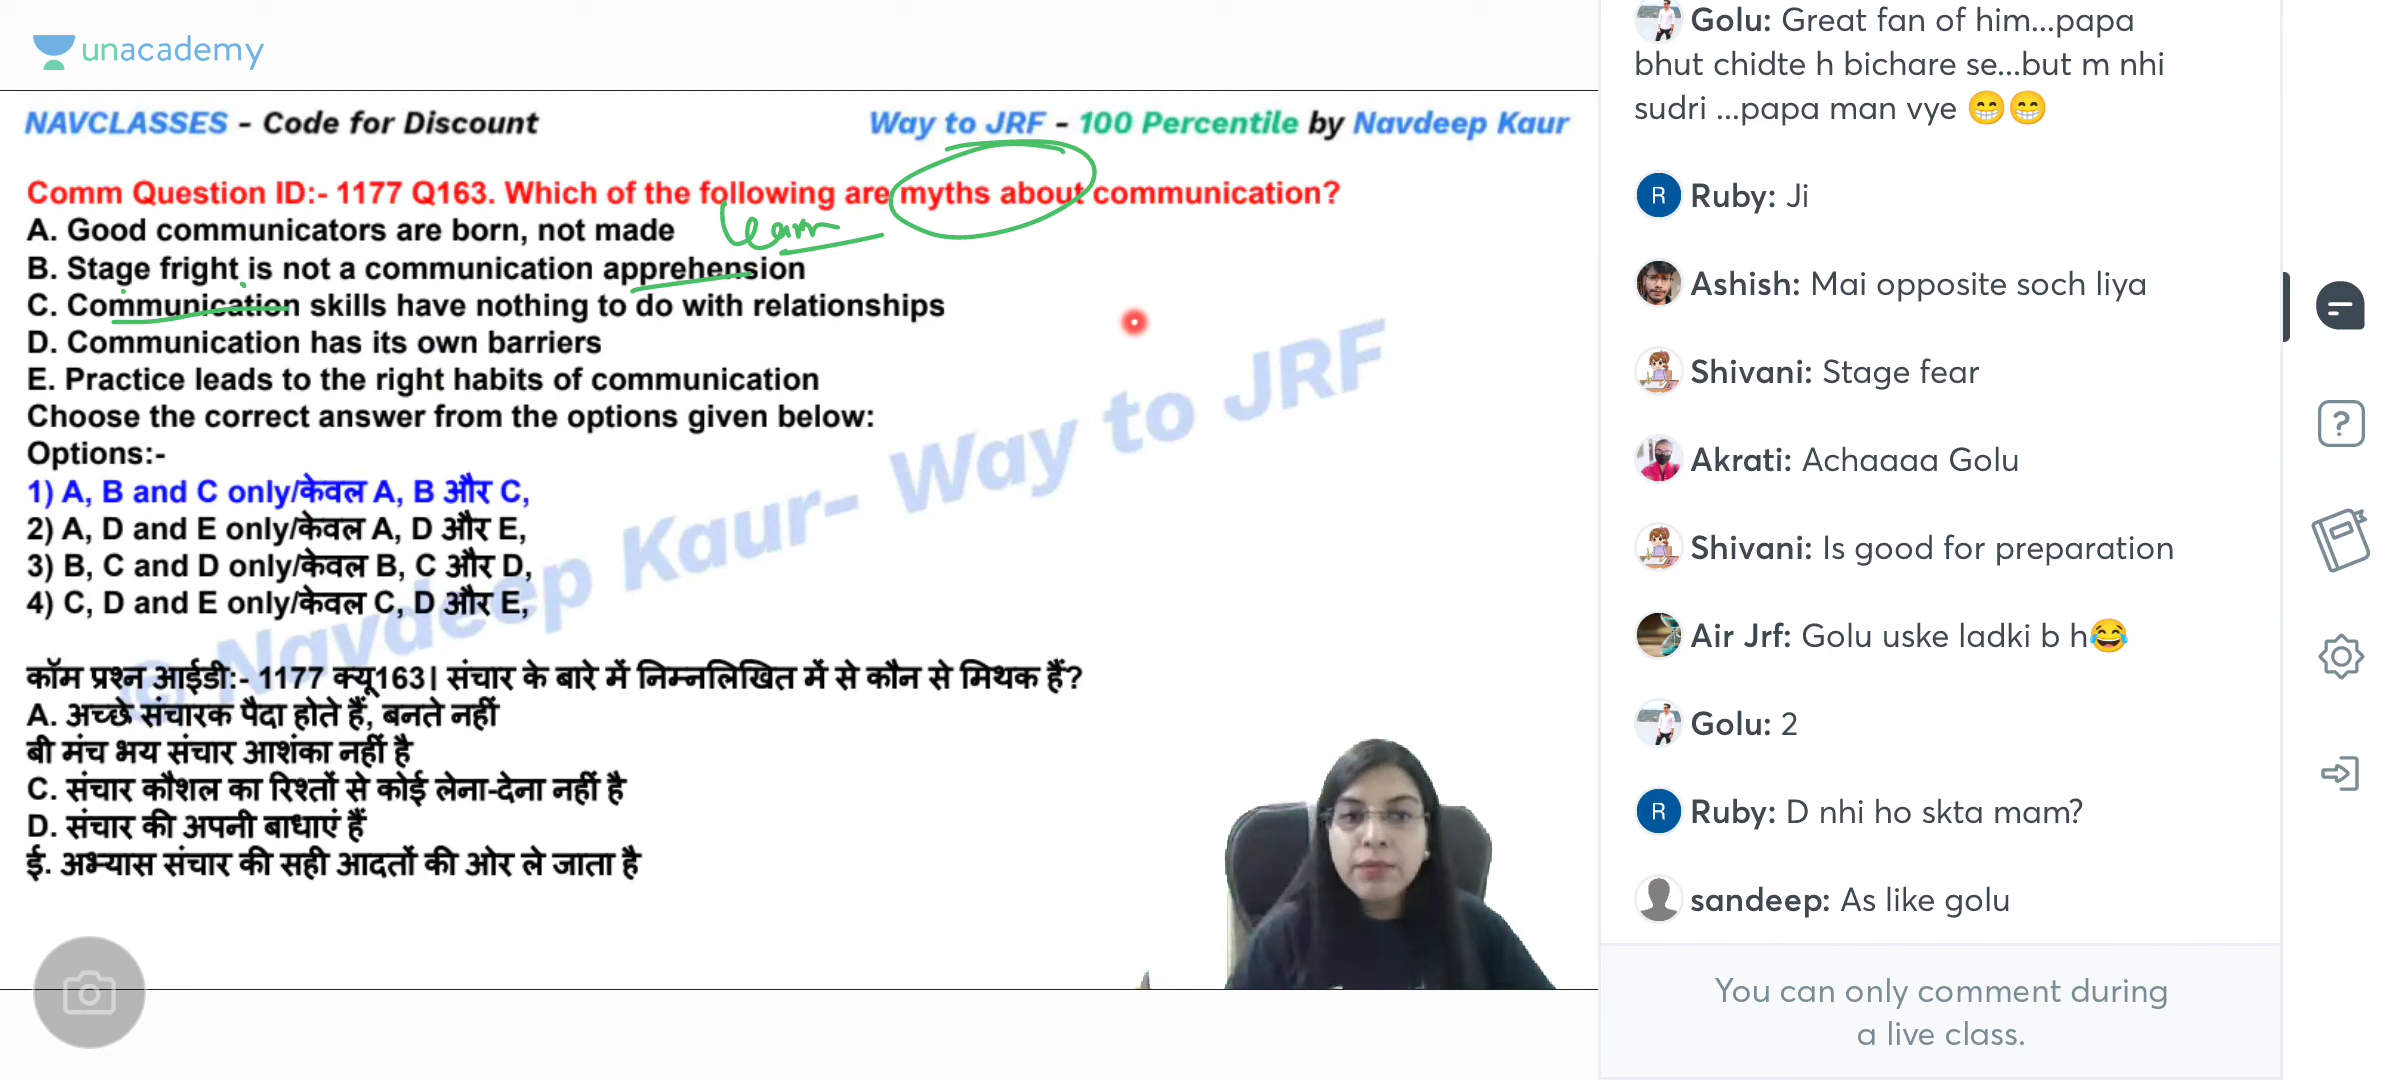 unacademy
NAVCLASSES - Code for Discount
Way to JRF - 100 Percentile by Navdeep Kaur
Comm Question ID:- 1177 Q163. Which of the following are myths about communication?
A. Good communicators are born, not made
learn
B. Stage fright is not a communication apprehension
C. Communication skills have nothing to do with relationships
D. Communication has its own barriers
E. Practice leads to the right habits of communication
Choose the correct answer from the options given below:
Options:-
1) A, B and C only/केवल A, B और C,
2) A, D and E only/केवल A, D और E,
3) B, C and D only/केवल B, C और D,
4) C, D and E only/केवल C, D और E,
© Navdeep Kaur- Way to JRF
कॉम प्रश्न आईडी:- 1177 क्यू163| संचार के बारे में निम्नलिखित में से कौन से मिथक हैं?
A. अच्छे संचारक पैदा होते हैं, बनते नहीं
बी मंच भय संचार आशंका नहीं है
C. संचार कौशल का रिश्तों से कोई लेना-देना नहीं है
D. संचार की अपनी बाधाएं हैं
ई. अभ्यास संचार की सही आदतों की ओर ले जाता है
Golu: Great fan of him...papa
bhut chidte h bichare se...but m nhi
sudri ...papa man vye 😁😁
R Ruby: Ji
Ashish: Mai opposite soch liya
Shivani: Stage fear
Akrati: Achaaaa Golu
Shivani: Is good for preparation
Air Jrf: Golu uske ladki b h😂
Golu: 2
R Ruby: D nhi ho skta mam?
sandeep: As like golu
You can only comment during
a live class.